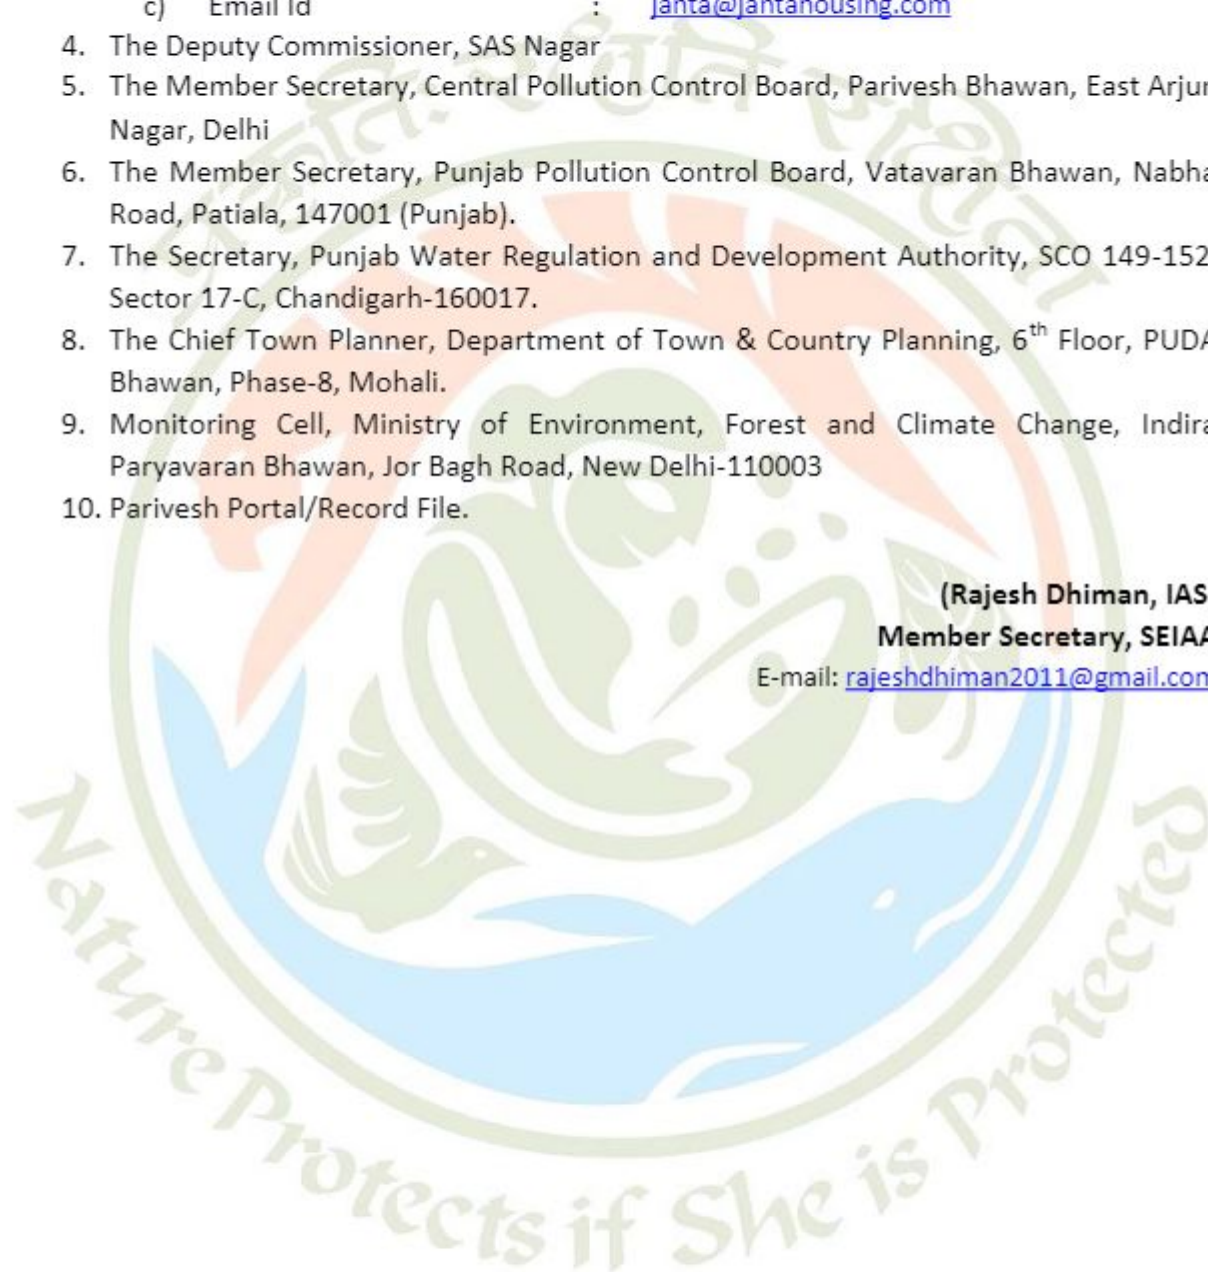 c) Email Id : janta@jantahousing.com
4. The Deputy Commissioner, SAS Nagar
5. The Member Secretary, Central Pollution Control Board, Parivesh Bhawan, East Arjun
Nagar, Delhi
6. The Member Secretary, Punjab Pollution Control Board, Vatavaran Bhawan, Nabha
Road, Patiala, 147001 (Punjab).
7. The Secretary, Punjab Water Regulation and Development Authority, SCO 149-152
Sector 17-C, Chandigarh-160017.
8. The Chief Town Planner, Department of Town & Country Planning, 6th Floor, PUDA
Bhawan, Phase-8, Mohali.
9. Monitoring Cell, Ministry of Environment, Forest and Climate Change, Indira
Paryavaran Bhawan, Jor Bagh Road, New Delhi-110003
10. Parivesh Portal/Record File.
(Rajesh Dhiman, IAS
Member Secretary, SEIAA
E-mail: rajeshdhiman2011@gmail.com
प्रकृतिः रक्षति रक्षिता
Nature Protects if She is Protected